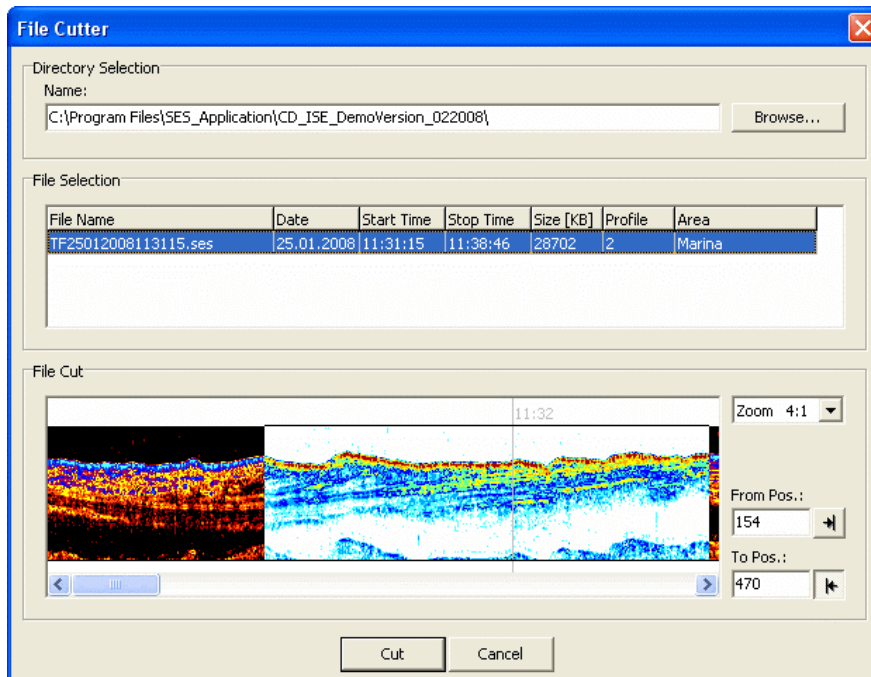 File Cutter
Directory Selection
Name:
C:\Program Files\SES_Application\CD_ISE_DemoVersion_022008\
Browse...
File Selection
File Name Date Start Time Stop Time Size [KB] Profile Area
TF25012008113115.ses 25.01.2008 11:31:15 11:38:46 28702 2 Marina
File Cut
11:32
Zoom 4:1
From Pos.:
154
To Pos.:
470
Cut Cancel